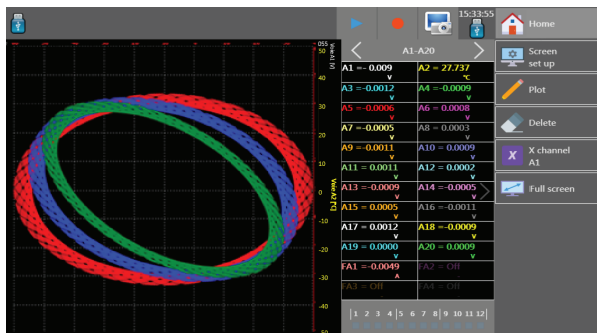 15:33:55
Home
A1-A20
Screen
set up
Plot
Delete
X
X channel
A1
Full screen
50
40
30
20
10
0
-10
-20
-30
-40
A1 =- 0.009
V
A2 = 27.737
°C
A3 =-0.0012
V
A4 =-0.0009
V
A5 =-0.0006
V
A6 = 0.0008
V
A7 =-0.0005
V
A8 = 0.0003
V
A9 =-0.0011
V
A10 = 0.0009
V
A11 = 0.0011
V
A12 = 0.0002
V
A13 =-0.0009
V
A14 =-0.0005
V
A15 = 0.0005
V
A16 =-0.0011
V
A17 = 0.0012
V
A18 =-0.0009
V
A19 = 0.0000
V
A20 = 0.0009
V
FA1 =-0.0049
A
FA2 = Off
FA3 = Off
FA4 = Off
| 1 2 3 4 | 5 6 7 8 | 9 10 11 12 |